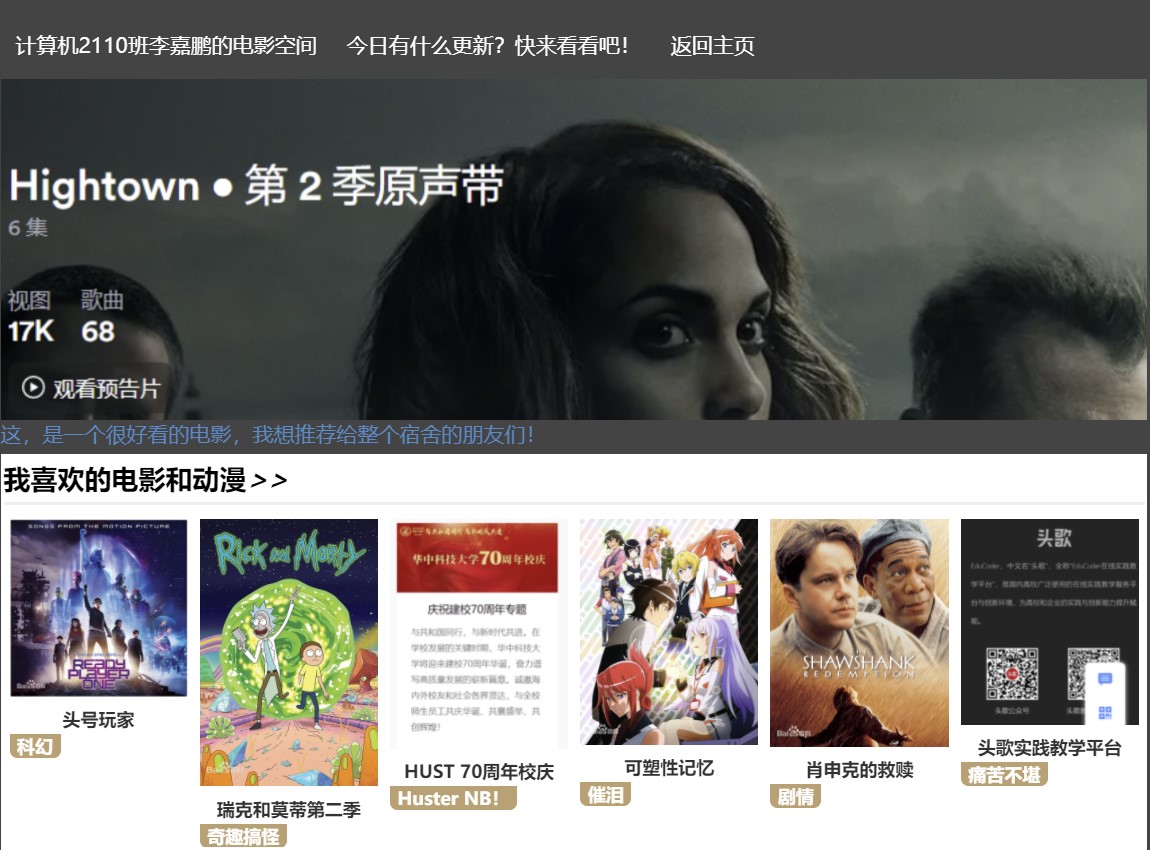 计算机2110班李嘉鹏的电影空间 今日有什么更新？快来看看吧！ 返回主页
Hightown ● 第 2 季原声带
6 集
视图 歌曲
17K 68
观看预告片
这，是一个很好看的电影，我想推荐给整个宿舍的朋友们！
我喜欢的电影和动漫>>
SONGS FROM THE MOTION PICTURE
READY
PLAYER
ONE
头号玩家
科幻
Rick and Morty
瑞克和莫蒂第二季
奇趣搞怪
华中科技大学70周年校庆
庆祝建校70周年专题
与共和国同行，与新时代共进。在
学校发展的关键时期，华中科技大
学将迎来建校70周年华诞，奋力谱
写高质量发展的崭新篇章。诚邀海
内外校友和社会各界贤达，与全校
师生员工共庆华诞、共襄盛举、共
创辉煌！
HUST 70周年校庆
Huster NB！
可塑性记忆
催泪
SHAWSHANK
REDEMPTION
肖申克的救赎
剧情
头歌
EduCoder，中文名“头歌”，全称“EduCoder在线实践教
学平台”，是国内高校广泛使用的在线实践教学服务平
台与创新环境，为高校和企业的实践与创新能力提升赋
能。
头歌公众号
头歌实践教学平台
痛苦不堪